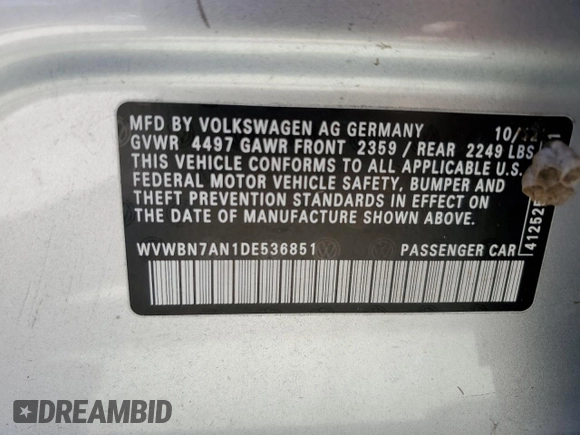 MFD BY VOLKSWAGEN AG GERMANY 10/12
GVWR 4497 GAWR FRONT 2359 / REAR 2249 LBS
THIS VEHICLE CONFORMS TO ALL APPLICABLE U.S.
FEDERAL MOTOR VEHICLE SAFETY, BUMPER AND
THEFT PREVENTION STANDARDS IN EFFECT ON
THE DATE OF MANUFACTURE SHOWN ABOVE.
WVWBN7AN1DE536851 PASSENGER CAR
DREAMBID